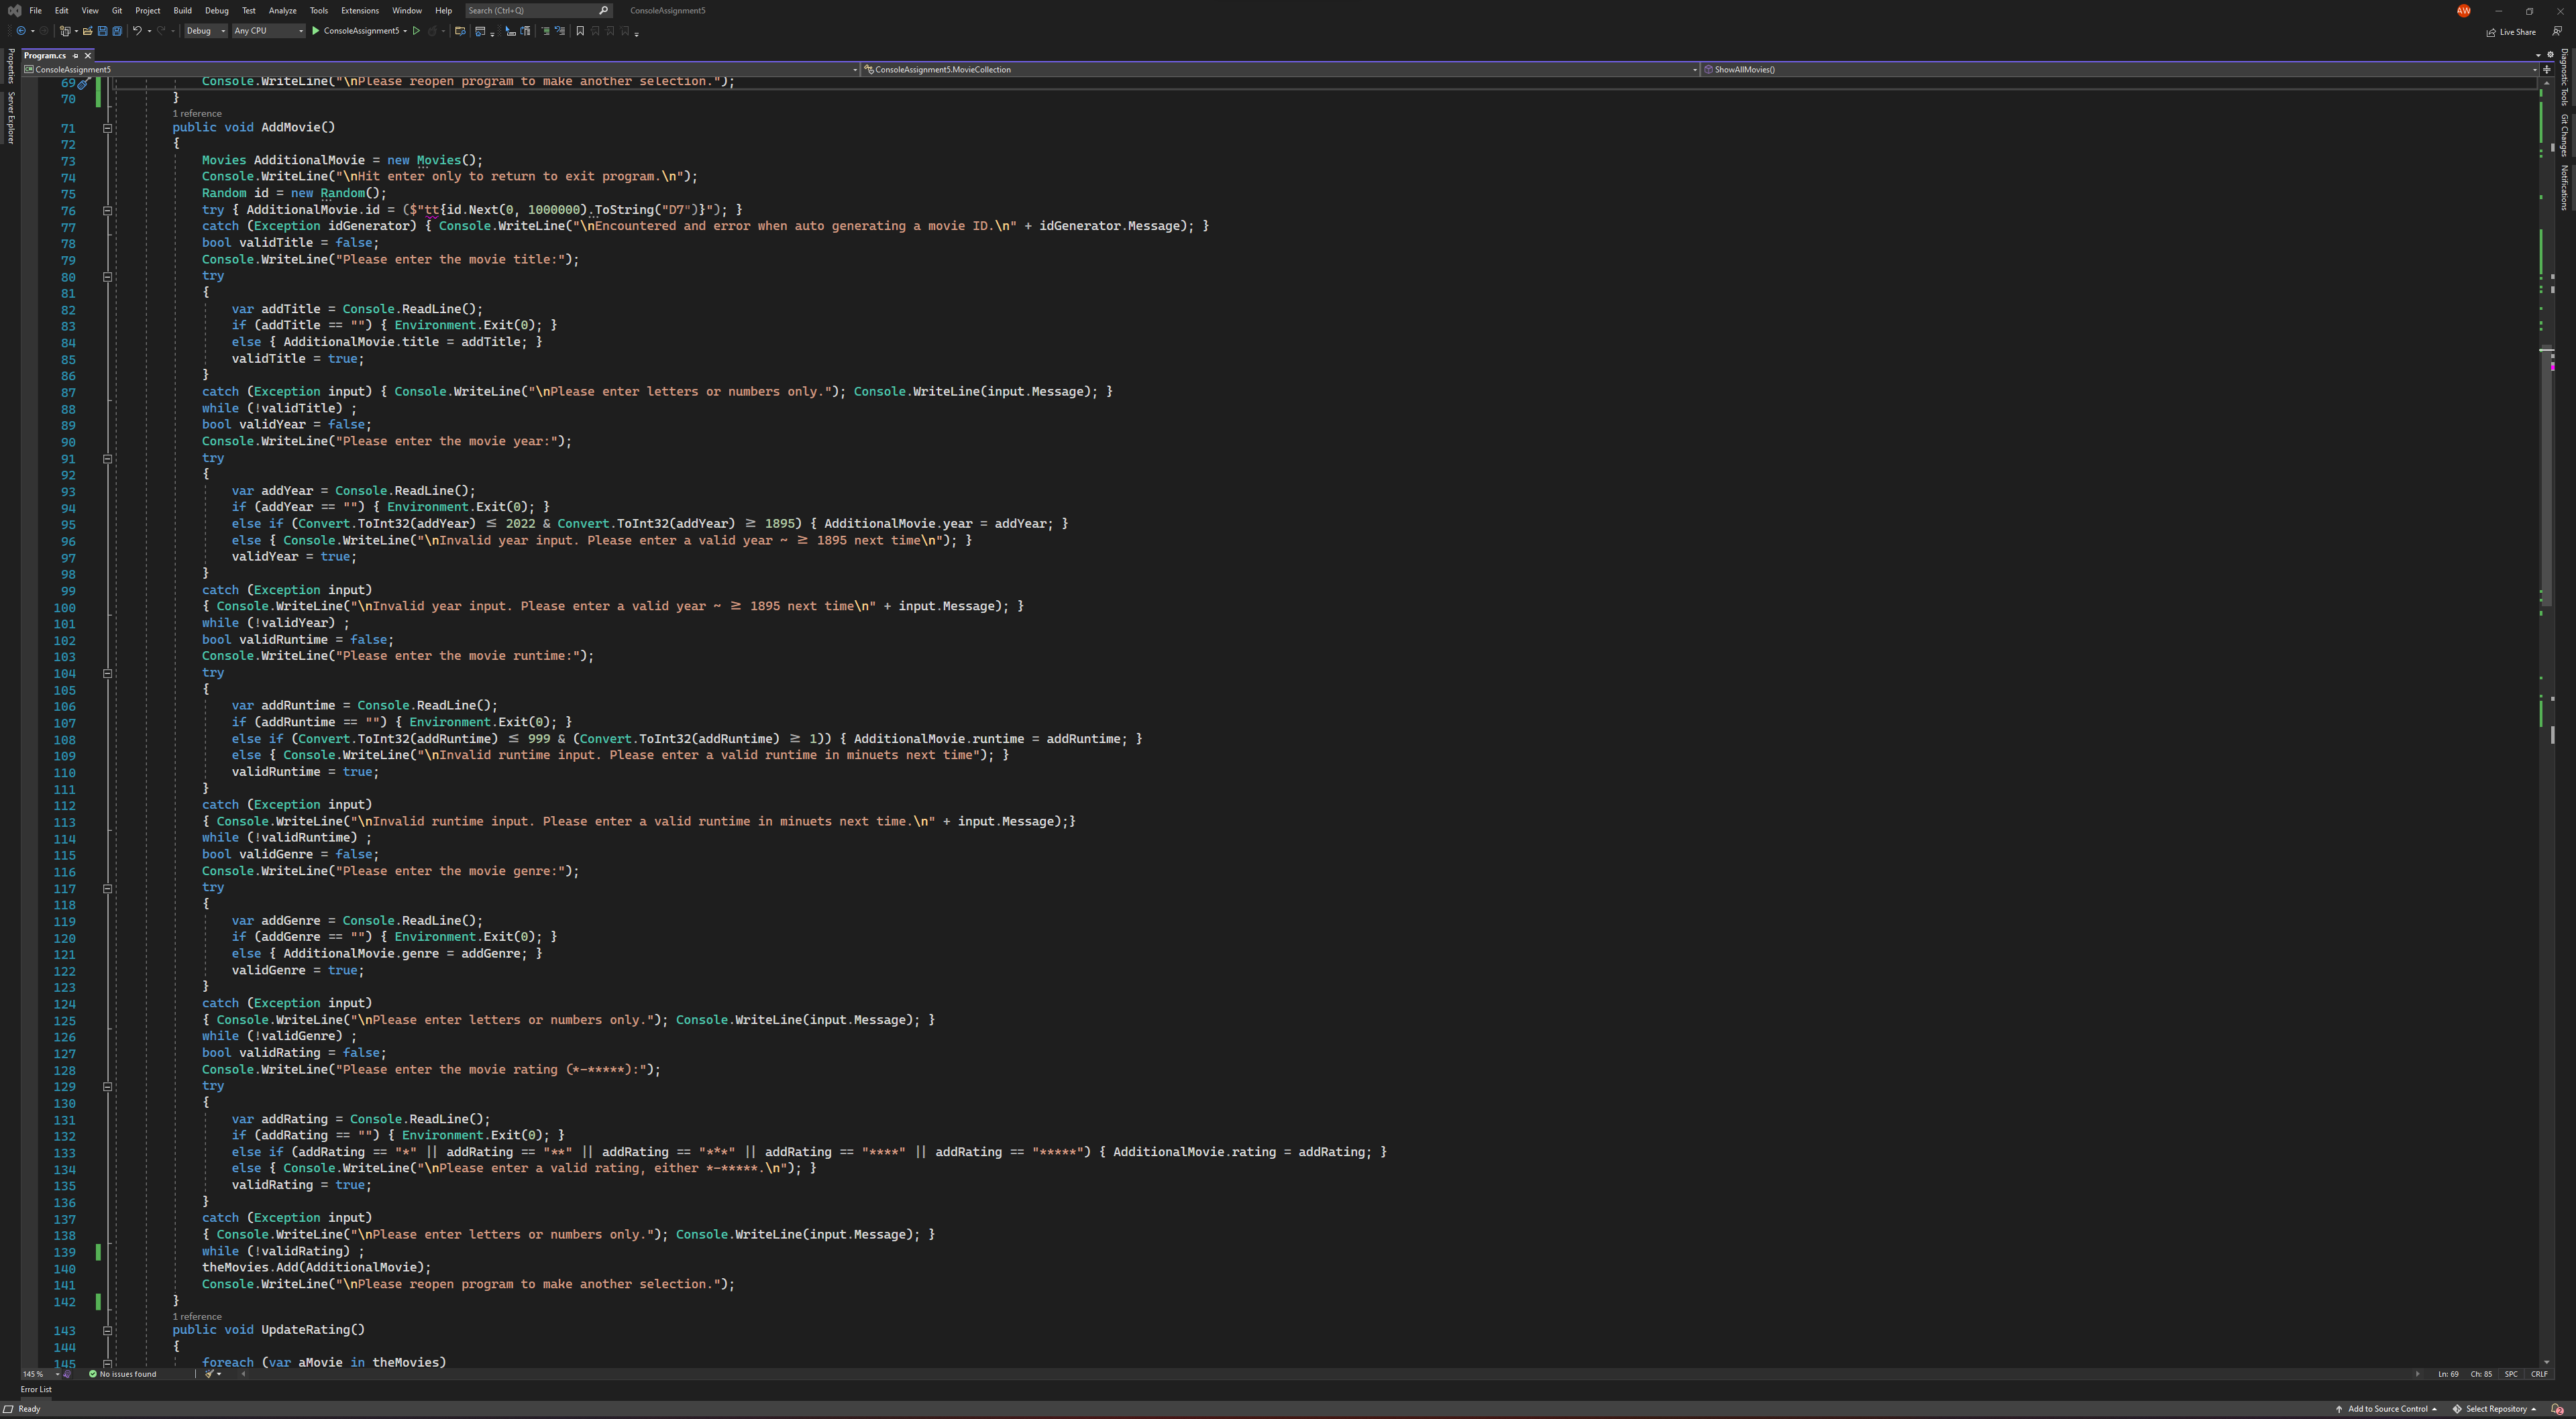 File Edit View Git Project Build Debug Test Analyze Tools Extensions Window Help Search (Ctrl+Q) ConsoleAssignment5 AW
Debug Any CPU ConsoleAssignment5 Live Share
Properties
Server Explorer
Diagnostic Tools
Git Changes
Notifications
Program.cs
ConsoleAssignment5 ConsoleAssignment5.MovieCollection ShowAllMovies()
69 Console.WriteLine("\nPlease reopen program to make another selection.");
70 }
1 reference
71 public void AddMovie()
72 {
73 Movies AdditionalMovie = new Movies();
74 Console.WriteLine("\nHit enter only to return to exit program.\n");
75 Random id = new Random();
76 try { AdditionalMovie.id = ($"tt{id.Next(0, 1000000).ToString("D7")}"); }
77 catch (Exception idGenerator) { Console.WriteLine("\nEncountered and error when auto generating a movie ID.\n" + idGenerator.Message); }
78 bool validTitle = false;
79 Console.WriteLine("Please enter the movie title:");
80 try
81 {
82 var addTitle = Console.ReadLine();
83 if (addTitle == "") { Environment.Exit(0); }
84 else { AdditionalMovie.title = addTitle; }
85 validTitle = true;
86 }
87 catch (Exception input) { Console.WriteLine("\nPlease enter letters or numbers only."); Console.WriteLine(input.Message); }
88 while (!validTitle) ;
89 bool validYear = false;
90 Console.WriteLine("Please enter the movie year:");
91 try
92 {
93 var addYear = Console.ReadLine();
94 if (addYear == "") { Environment.Exit(0); }
95 else if (Convert.ToInt32(addYear) ≤ 2022 & Convert.ToInt32(addYear) ≥ 1895) { AdditionalMovie.year = addYear; }
96 else { Console.WriteLine("\nInvalid year input. Please enter a valid year ~ ≥ 1895 next time\n"); }
97 validYear = true;
98 }
99 catch (Exception input)
100 { Console.WriteLine("\nInvalid year input. Please enter a valid year ~ ≥ 1895 next time\n" + input.Message); }
101 while (!validYear) ;
102 bool validRuntime = false;
103 Console.WriteLine("Please enter the movie runtime:");
104 try
105 {
106 var addRuntime = Console.ReadLine();
107 if (addRuntime == "") { Environment.Exit(0); }
108 else if (Convert.ToInt32(addRuntime) ≤ 999 & (Convert.ToInt32(addRuntime) ≥ 1)) { AdditionalMovie.runtime = addRuntime; }
109 else { Console.WriteLine("\nInvalid runtime input. Please enter a valid runtime in minuets next time"); }
110 validRuntime = true;
111 }
112 catch (Exception input)
113 { Console.WriteLine("\nInvalid runtime input. Please enter a valid runtime in minuets next time.\n" + input.Message);}
114 while (!validRuntime) ;
115 bool validGenre = false;
116 Console.WriteLine("Please enter the movie genre:");
117 try
118 {
119 var addGenre = Console.ReadLine();
120 if (addGenre == "") { Environment.Exit(0); }
121 else { AdditionalMovie.genre = addGenre; }
122 validGenre = true;
123 }
124 catch (Exception input)
125 { Console.WriteLine("\nPlease enter letters or numbers only."); Console.WriteLine(input.Message); }
126 while (!validGenre) ;
127 bool validRating = false;
128 Console.WriteLine("Please enter the movie rating (*-*****):");
129 try
130 {
131 var addRating = Console.ReadLine();
132 if (addRating == "") { Environment.Exit(0); }
133 else if (addRating == "*" || addRating == "**" || addRating == "***" || addRating == "****" || addRating == "*****") { AdditionalMovie.rating = addRating; }
134 else { Console.WriteLine("\nPlease enter a valid rating, either *-*****.\n"); }
135 validRating = true;
136 }
137 catch (Exception input)
138 { Console.WriteLine("\nPlease enter letters or numbers only."); Console.WriteLine(input.Message); }
139 while (!validRating) ;
140 theMovies.Add(AdditionalMovie);
141 Console.WriteLine("\nPlease reopen program to make another selection.");
142 }
1 reference
143 public void UpdateRating()
144 {
145 foreach (var aMovie in theMovies)
145 % No issues found Ln: 69 Ch: 85 SPC CRLF
Error List
Ready Add to Source Control Select Repository 2